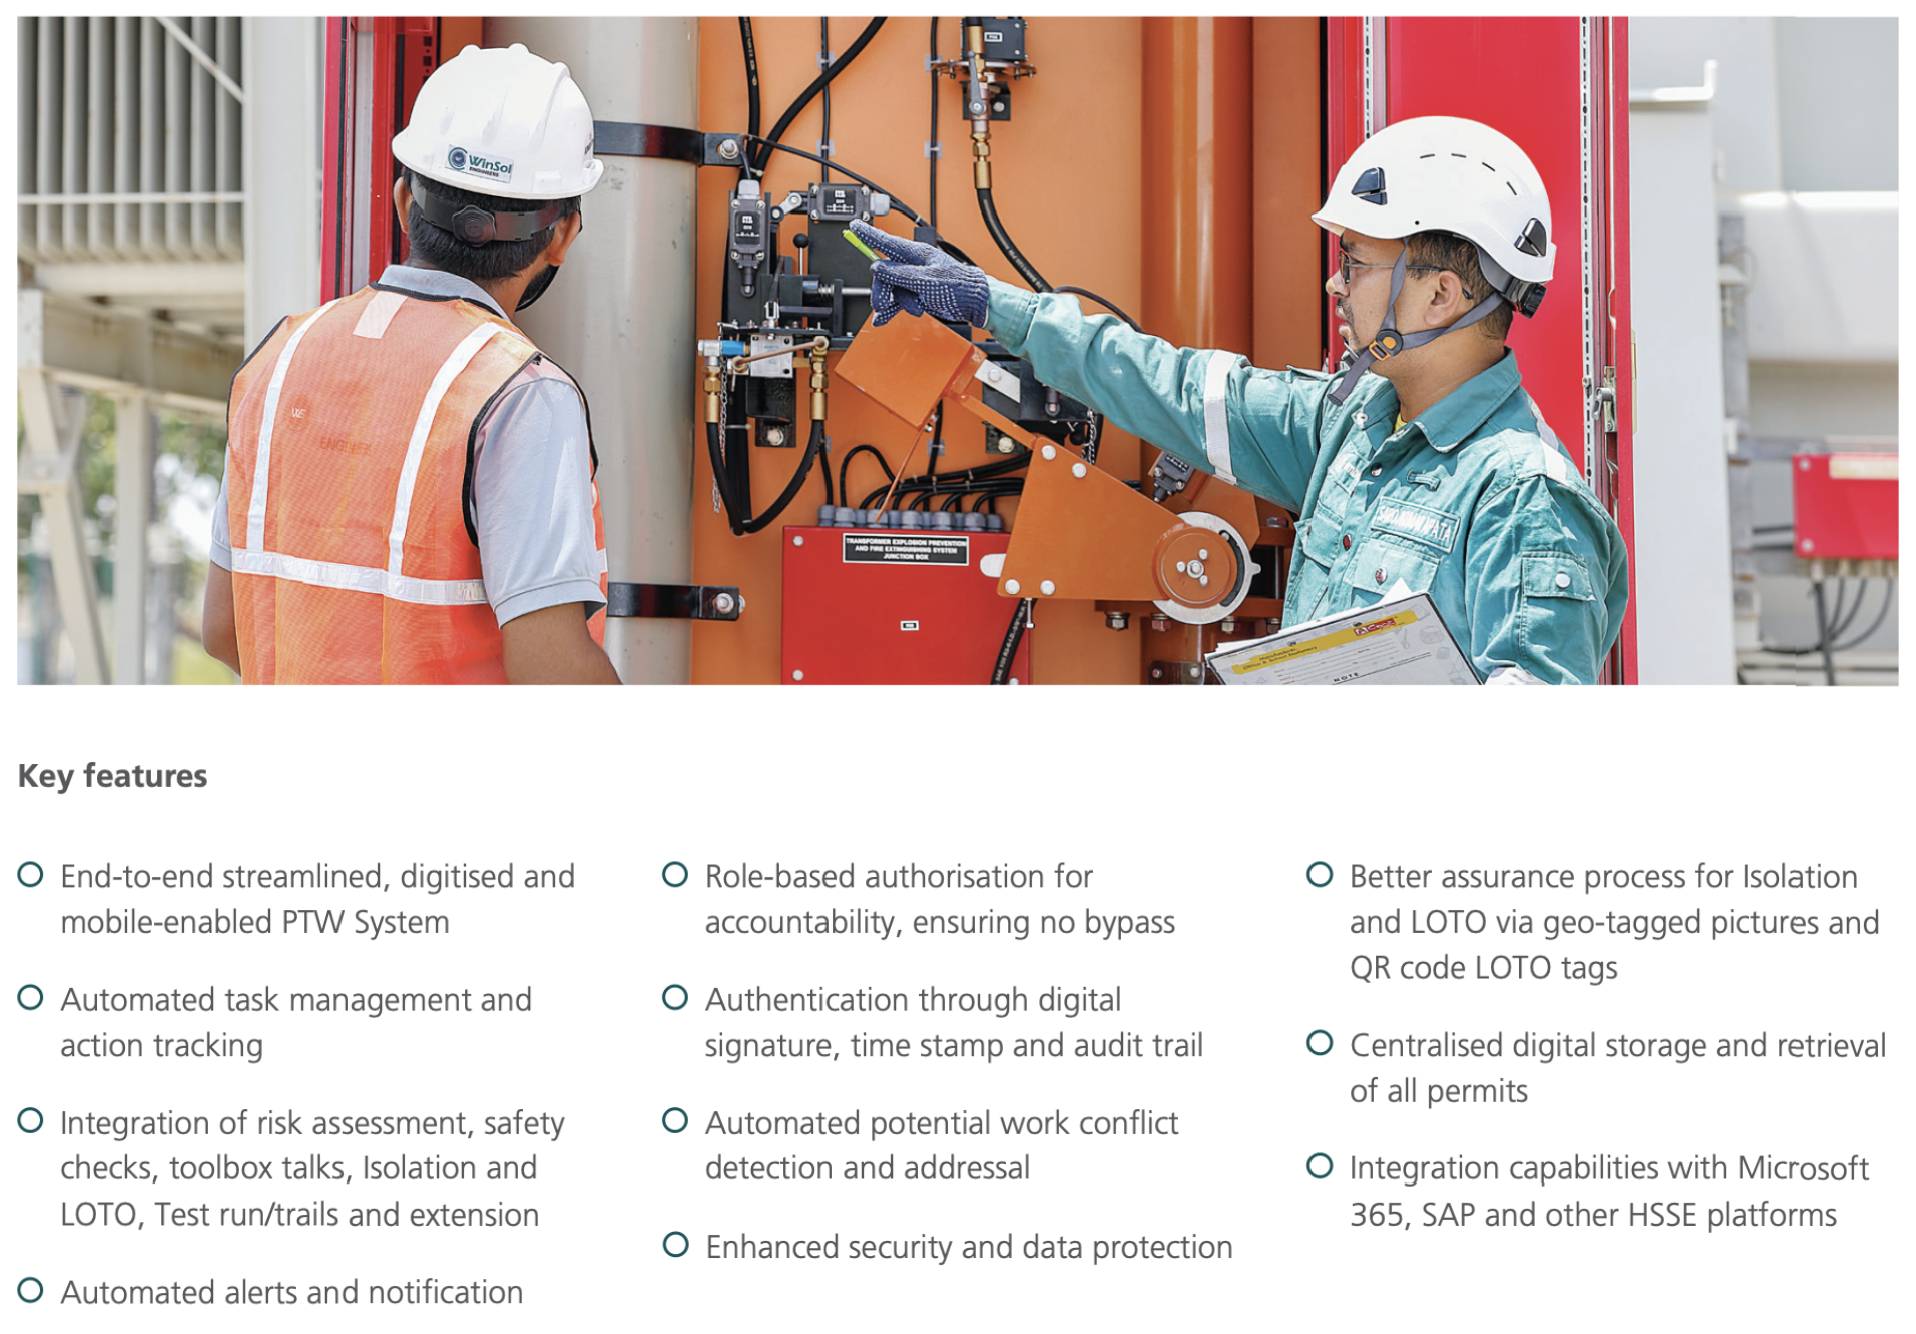 WinSol
ENGINEERS
TRANSFORMER EXPLOSION PREVENTION
AND FIRE EXTINGUISHING SYSTEM
JUNCTION BOX
NOTE
Key features
End-to-end streamlined, digitised and
mobile-enabled PTW System
Automated task management and
action tracking
Integration of risk assessment, safety
checks, toolbox talks, Isolation and
LOTO, Test run/trails and extension
Automated alerts and notification
Role-based authorisation for
accountability, ensuring no bypass
Authentication through digital
signature, time stamp and audit trail
Automated potential work conflict
detection and addressal
Enhanced security and data protection
Better assurance process for Isolation
and LOTO via geo-tagged pictures and
QR code LOTO tags
Centralised digital storage and retrieval
of all permits
Integration capabilities with Microsoft
365, SAP and other HSSE platforms